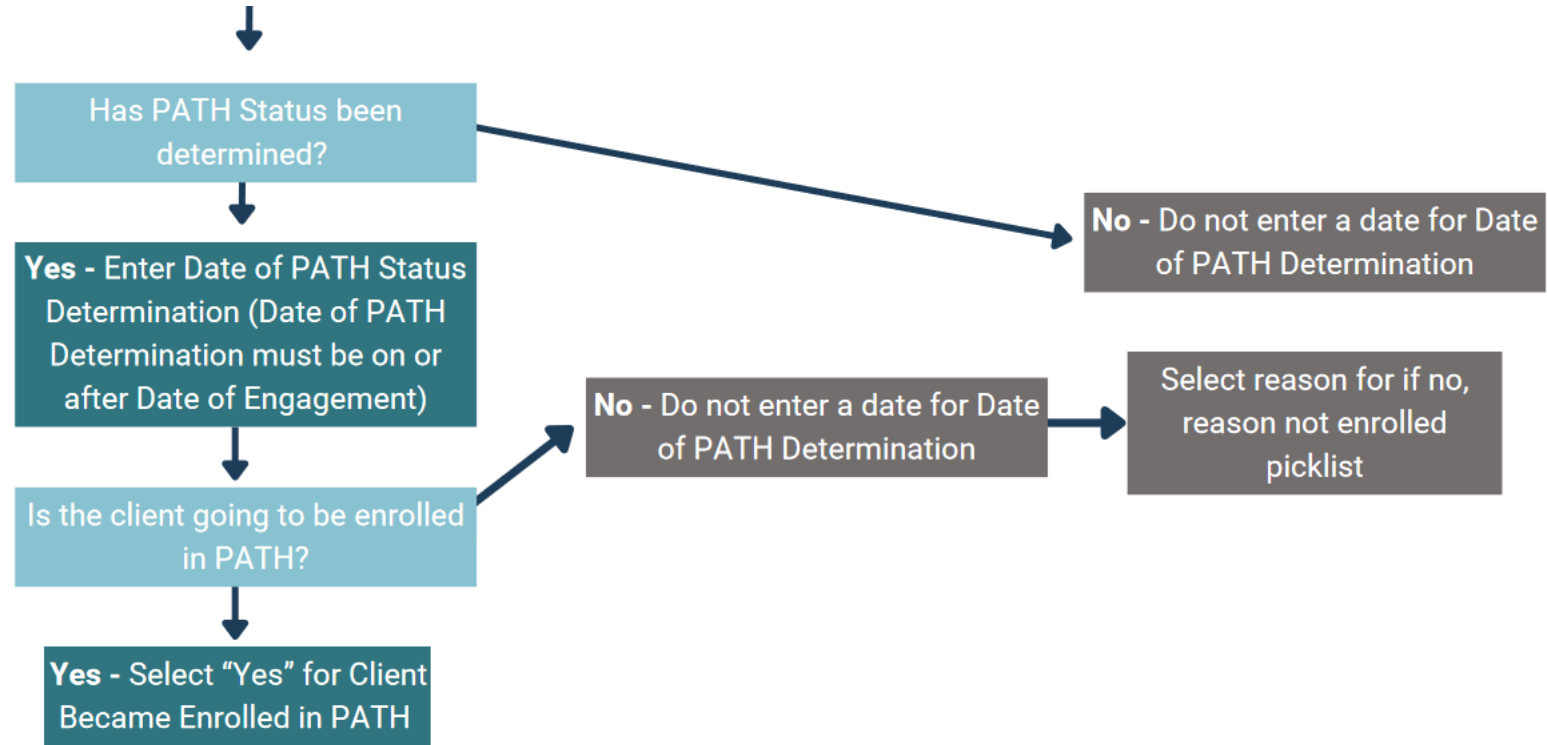 Has PATH Status been
determined?
No - Do not enter a date for Date
of PATH Determination
Yes - Enter Date of PATH Status
Determination (Date of PATH
Determination must be on or
after Date of Engagement)
No - Do not enter a date for Date
of PATH Determination
Select reason for if no,
reason not enrolled
picklist
Is the client going to be enrolled
in PATH?
Yes - Select “Yes” for Client
Became Enrolled in PATH